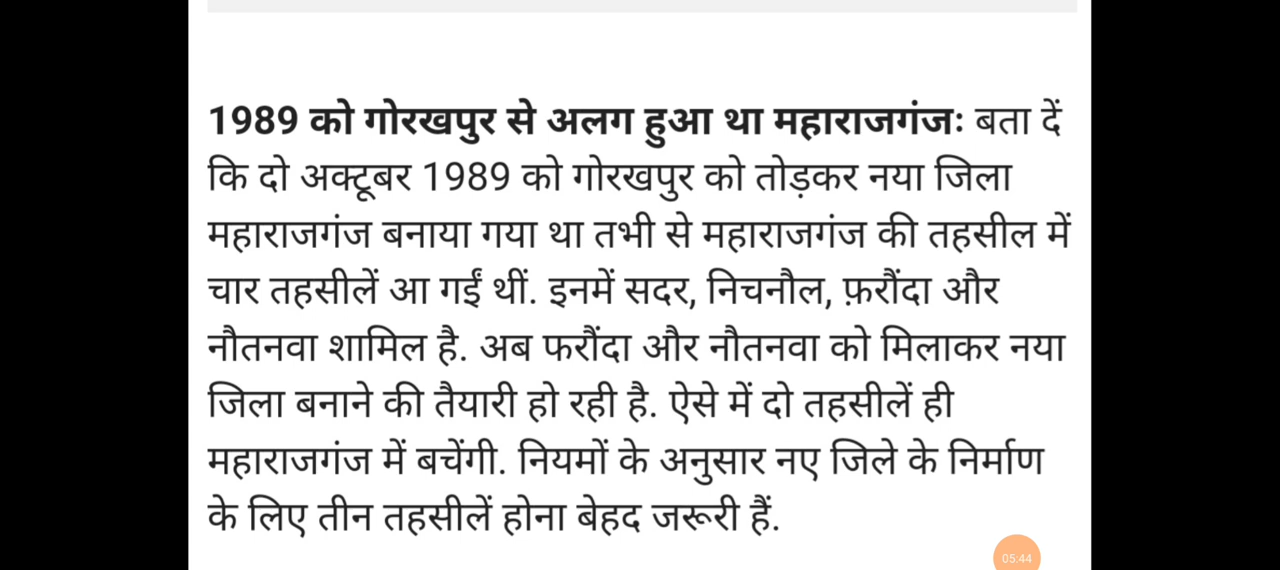 1989 को गोरखपुर से अलग हुआ था महाराजगंजः बता दें
कि दो अक्टूबर 1989 को गोरखपुर को तोड़कर नया जिला
महाराजगंज बनाया गया था तभी से महाराजगंज की तहसील में
चार तहसीलें आ गईं थीं. इनमें सदर, निचनौल, फ़रौंदा और
नौतनवा शामिल है. अब फरौंदा और नौतनवा को मिलाकर नया
जिला बनाने की तैयारी हो रही है. ऐसे में दो तहसीलें ही
महाराजगंज में बचेंगी. नियमों के अनुसार नए जिले के निर्माण
के लिए तीन तहसीलें होना बेहद जरूरी हैं.
05:44